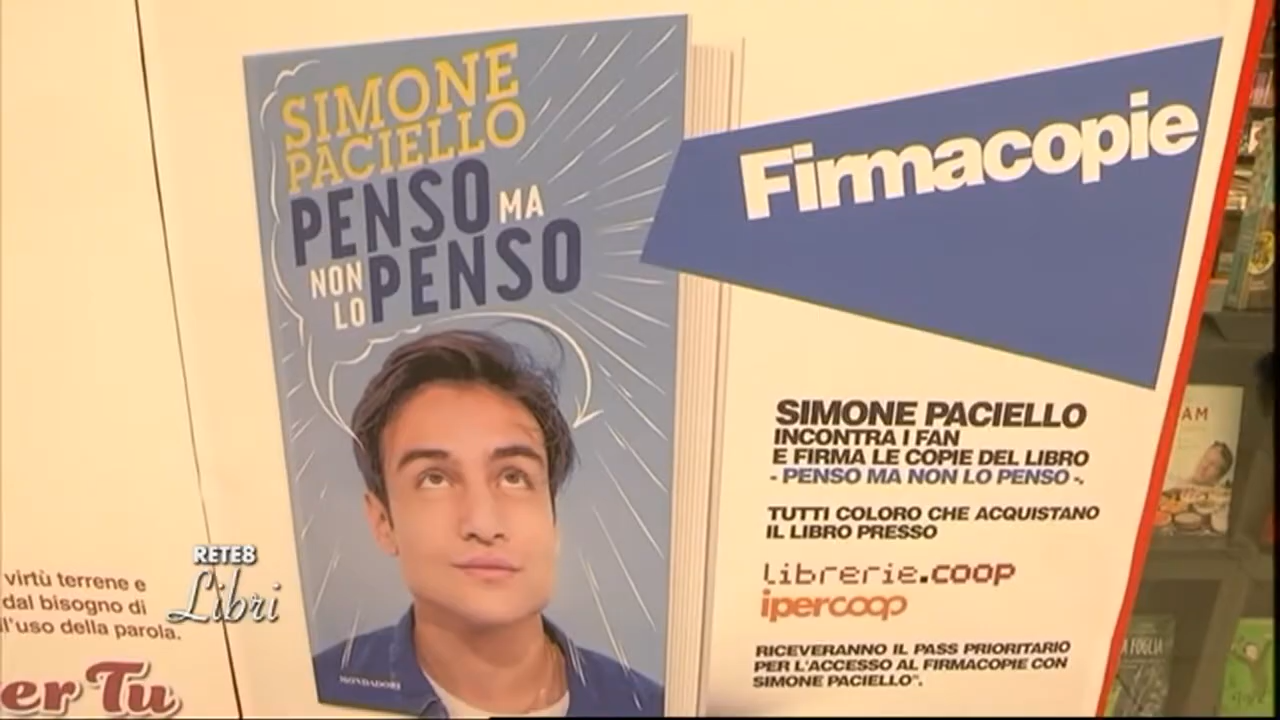 SIMONE
PACIELLO
PENSO MA
NON LO PENSO
MONDADORI
Firmacopie
SIMONE PACIELLO
INCONTRA I FAN
E FIRMA LE COPIE DEL LIBRO
- PENSO MA NON LO PENSO -.
TUTTI COLORO CHE ACQUISTANO
IL LIBRO PRESSO
librerie.coop
ipercoop
RICEVERANNO IL PASS PRIORITARIO
PER L'ACCESSO AL FIRMACOPIE CON
SIMONE PACIELLO".
virtù terrene e
dal bisogno di
l'uso della parola.
er Tu
RETE8
Libri
AM
FOGLIA